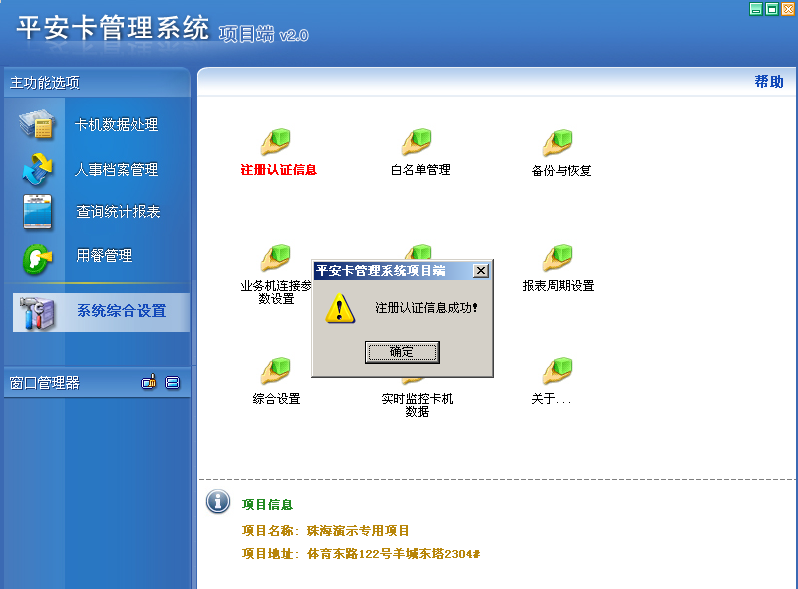 平安卡管理系统 项目端 v2.0
主功能选项
帮助
卡机数据处理
人事档案管理
查询统计报表
用餐管理
系统综合设置
窗口管理器
注册认证信息
白名单管理
备份与恢复
业务机连接参
数设置
报表周期设置
平安卡管理系统项目端
注册认证信息成功!
确定
综合设置
实时监控卡机
数据
关于...
项目信息
项目名称: 珠海演示专用项目
项目地址: 体育东路122号羊城东塔2304#